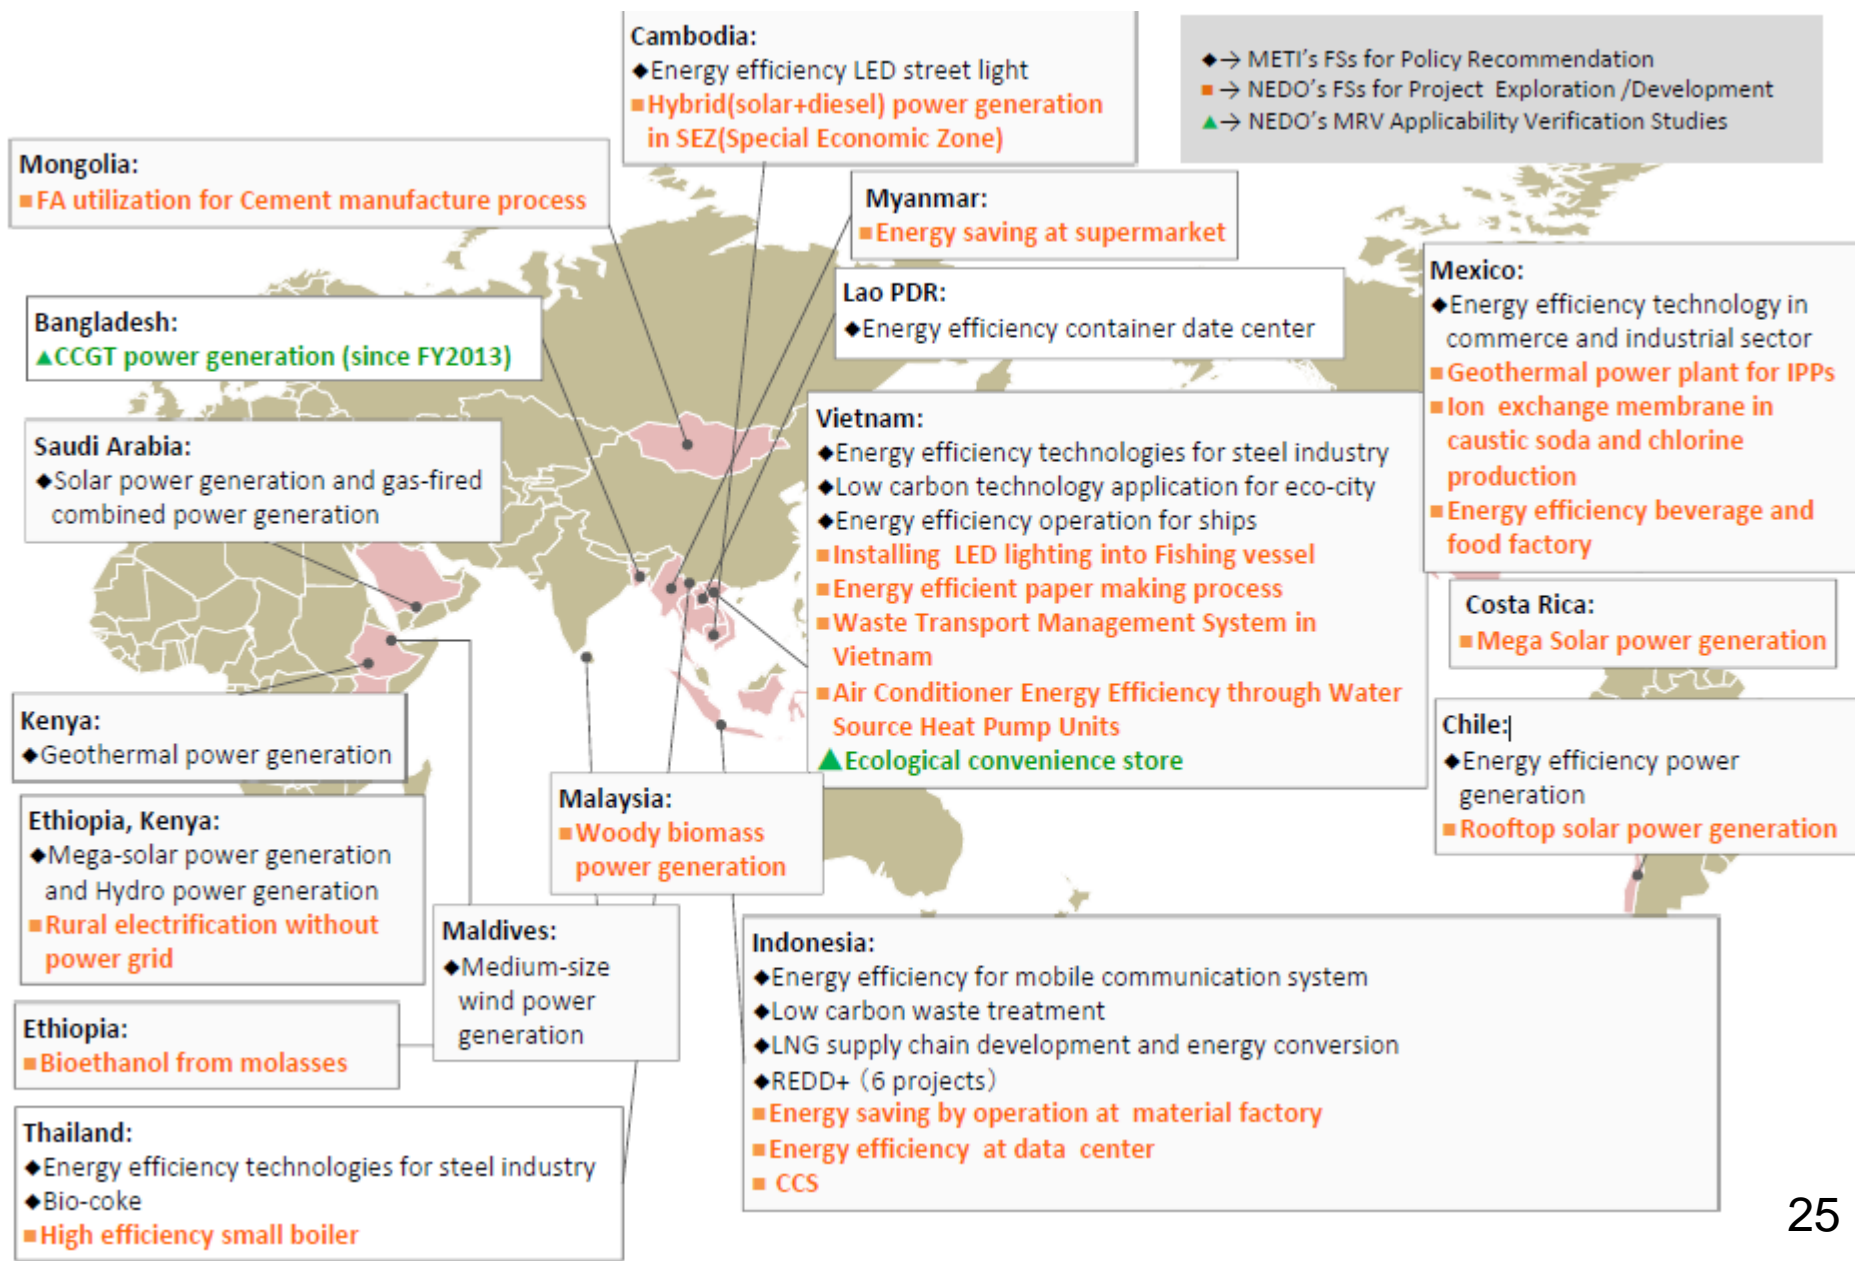 Cambodia:
◆Energy efficiency LED street light
■Hybrid(solar+diesel) power generation
in SEZ(Special Economic Zone)
◆→ METI's FSs for Policy Recommendation
■→ NEDO's FSs for Project Exploration /Development
▲→ NEDO's MRV Applicability Verification Studies
Mongolia:
■FA utilization for Cement manufacture process
Myanmar:
■Energy saving at supermarket
Lao PDR:
◆Energy efficiency container date center
Bangladesh:
▲CCGT power generation (since FY2013)
Saudi Arabia:
◆Solar power generation and gas-fired
combined power generation
Vietnam:
◆Energy efficiency technologies for steel industry
◆Low carbon technology application for eco-city
◆Energy efficiency operation for ships
■Installing LED lighting into Fishing vessel
■Energy efficient paper making process
■Waste Transport Management System in
Vietnam
■Air Conditioner Energy Efficiency through Water
Source Heat Pump Units
▲Ecological convenience store
Mexico:
◆Energy efficiency technology in
commerce and industrial sector
■Geothermal power plant for IPPs
■Ion exchange membrane in
caustic soda and chlorine
production
■Energy efficiency beverage and
food factory
Costa Rica:
■Mega Solar power generation
Chile:
◆Energy efficiency power
generation
■Rooftop solar power generation
Kenya:
◆Geothermal power generation
Ethiopia, Kenya:
◆Mega-solar power generation
and Hydro power generation
■Rural electrification without
power grid
Malaysia:
■Woody biomass
power generation
Maldives:
◆Medium-size
wind power
generation
Ethiopia:
■Bioethanol from molasses
Thailand:
◆Energy efficiency technologies for steel industry
◆Bio-coke
■High efficiency small boiler
Indonesia:
◆Energy efficiency for mobile communication system
◆Low carbon waste treatment
◆LNG supply chain development and energy conversion
◆REDD+（6 projects）
■Energy saving by operation at material factory
■Energy efficiency at data center
■ CCS
25